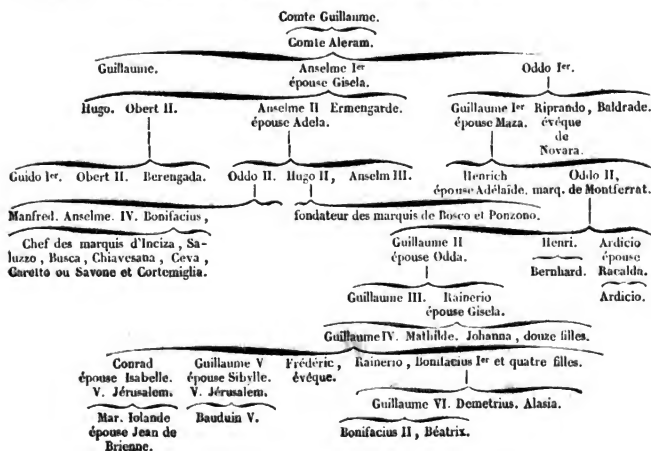 Comte Guillaume.
Comte Aleram.
Guillaume. Anselme Ier Oddo Ier.
épouse Gisela.
Hugo. Obert II. Anselme II Ermengarde. Guillaume Ier Riprando, Baldrade.
épouse Adela. épouse Maza. évêque
de
Novara.
Guido Ier. Obert II. Berengada. Oddo II. Hugo II, Anselm III. Henrich Oddo II,
épouse Adélaïde. marq. de Montferrat.
Manfred. Anselme. IV. Bonifacius, fondateur des marquis de Bosco et Ponzono.
Chef des marquis d'Inciza, Sa-
luzzo, Busca, Chiavesana, Ceva,
Caretto ou Savone et Cortemiglia.
Guillaume II Henri. Ardicio
épouse Odda. épouse
Bernhard. Racalda.
Guillaume III. Rainerio Ardicio.
épouse Gisela.
Guillaume IV. Mathilde. Johanna, douze filles.
Conrad Guillaume V Frédéric, Rainerio, Bonifacius Ier et quatre filles.
épouse Isabelle. épouse Sibylle. évêque.
V. Jérusalem. V. Jérusalem.
Guillaume VI. Demetrius. Alasia.
Mar. Iolande Bauduin V.
épouse Jean de Bonifacius II, Béatrix.
Brienne.